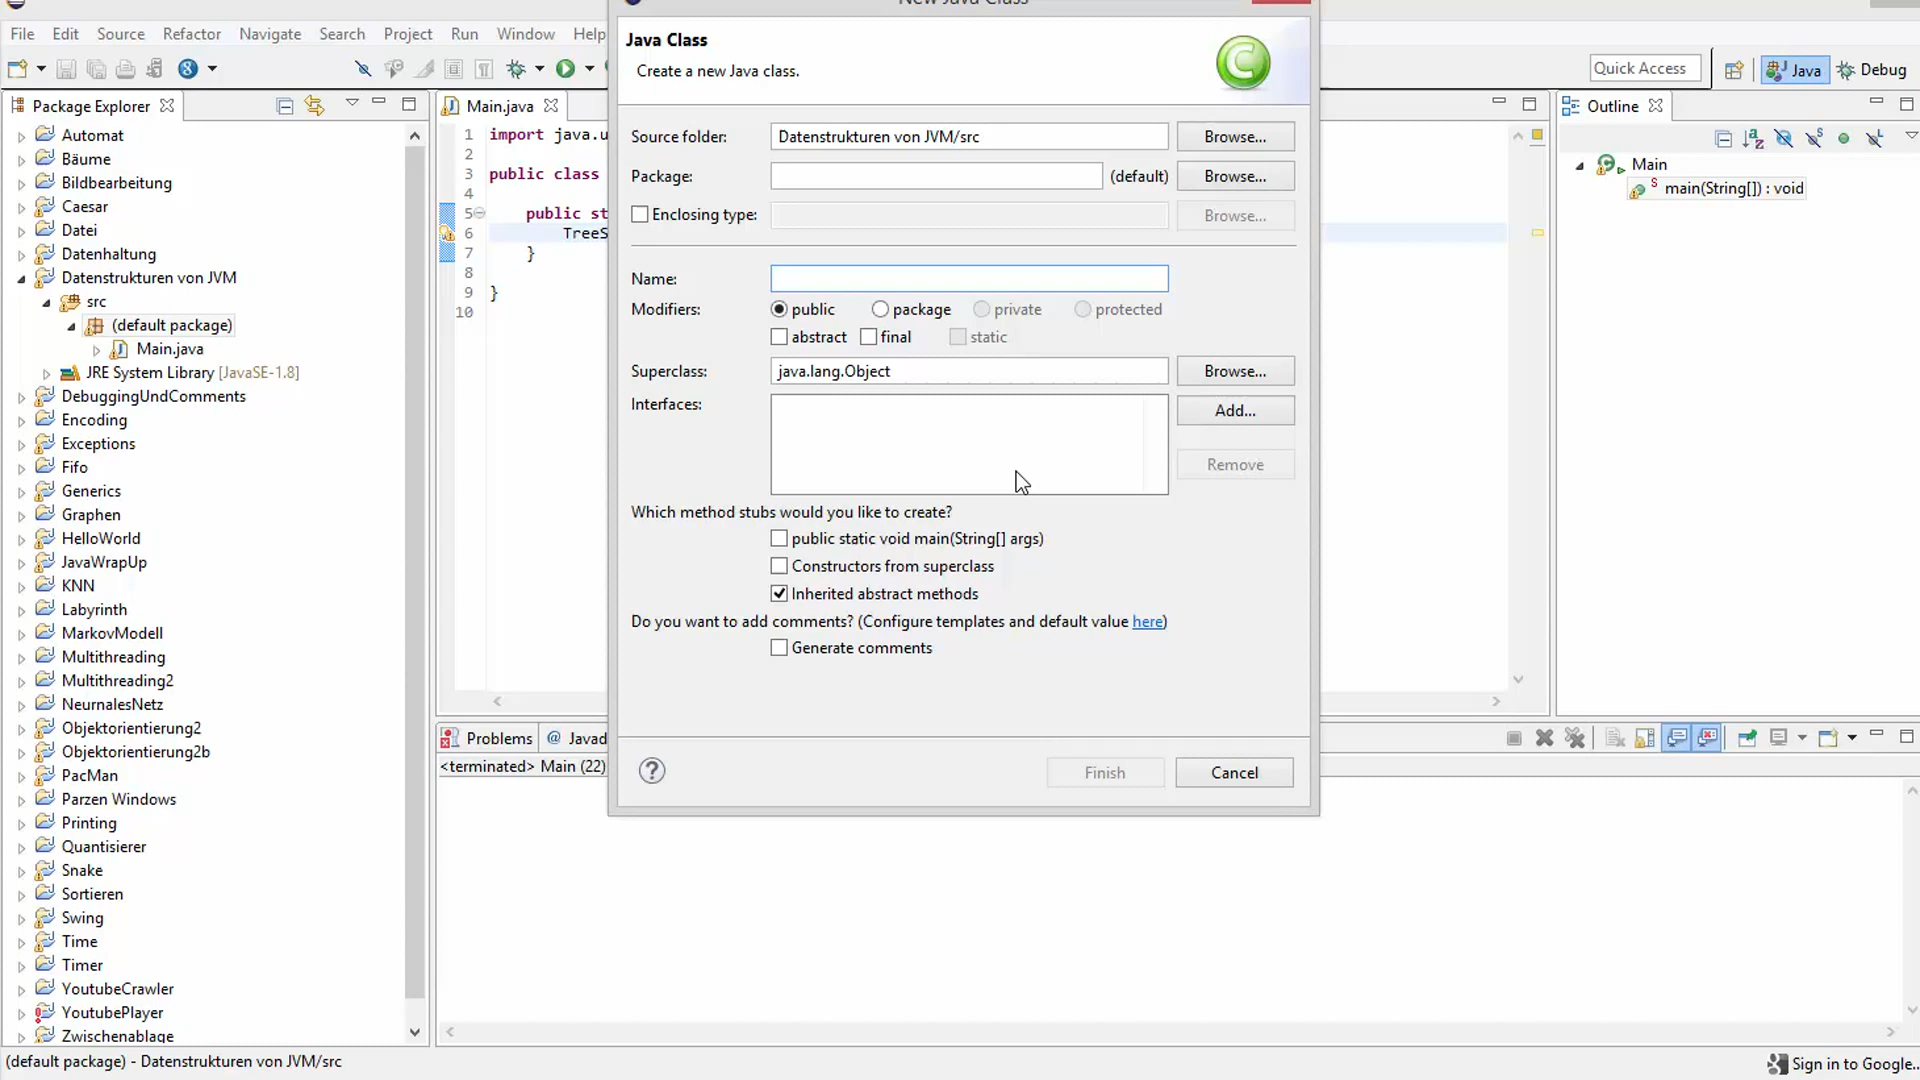 New Java Class
File Edit Source Refactor Navigate Search Project Run Window Help
Java Class
Create a new Java class.
Quick Access
Java
Debug
Package Explorer
Main.java
Outline
Automat
Bäume
Bildbearbeitung
Caesar
Datei
Datenhaltung
Datenstrukturen von JVM
src
(default package)
Main.java
JRE System Library [JavaSE-1.8]
DebuggingUndComments
Encoding
Exceptions
Fifo
Generics
Graphen
HelloWorld
JavaWrapUp
KNN
Labyrinth
MarkovModell
Multithreading
Multithreading2
NeurnalesNetz
Objektorientierung2
Objektorientierung2b
PacMan
Parzen Windows
Printing
Quantisierer
Snake
Sortieren
Swing
Time
Timer
YoutubeCrawler
YoutubePlayer
Zwischenablage
1 import java.u
2
3 public class
4
5 public st
6 TreeS
7 }
8
9 }
10
Source folder: Datenstrukturen von JVM/src Browse...
Package: (default) Browse...
Enclosing type: Browse...
Name:
Modifiers: public package private protected
abstract final static
Superclass: java.lang.Object Browse...
Interfaces: Add...
Remove
Which method stubs would you like to create?
public static void main(String[] args)
Constructors from superclass
Inherited abstract methods
Do you want to add comments? (Configure templates and default value here)
Generate comments
Finish Cancel
Main
main(String[]) : void
Problems @ Javad
<terminated> Main (22)
(default package) - Datenstrukturen von JVM/src
Sign in to Google...